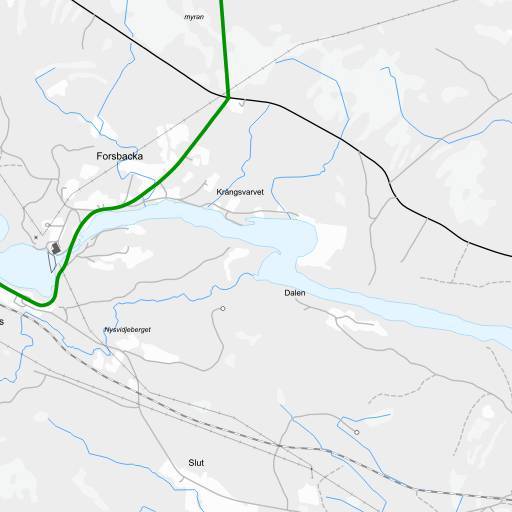 myran
Forsbacka
Krångsvarvet
Dalen
s
Nysvidjeberget
Slut